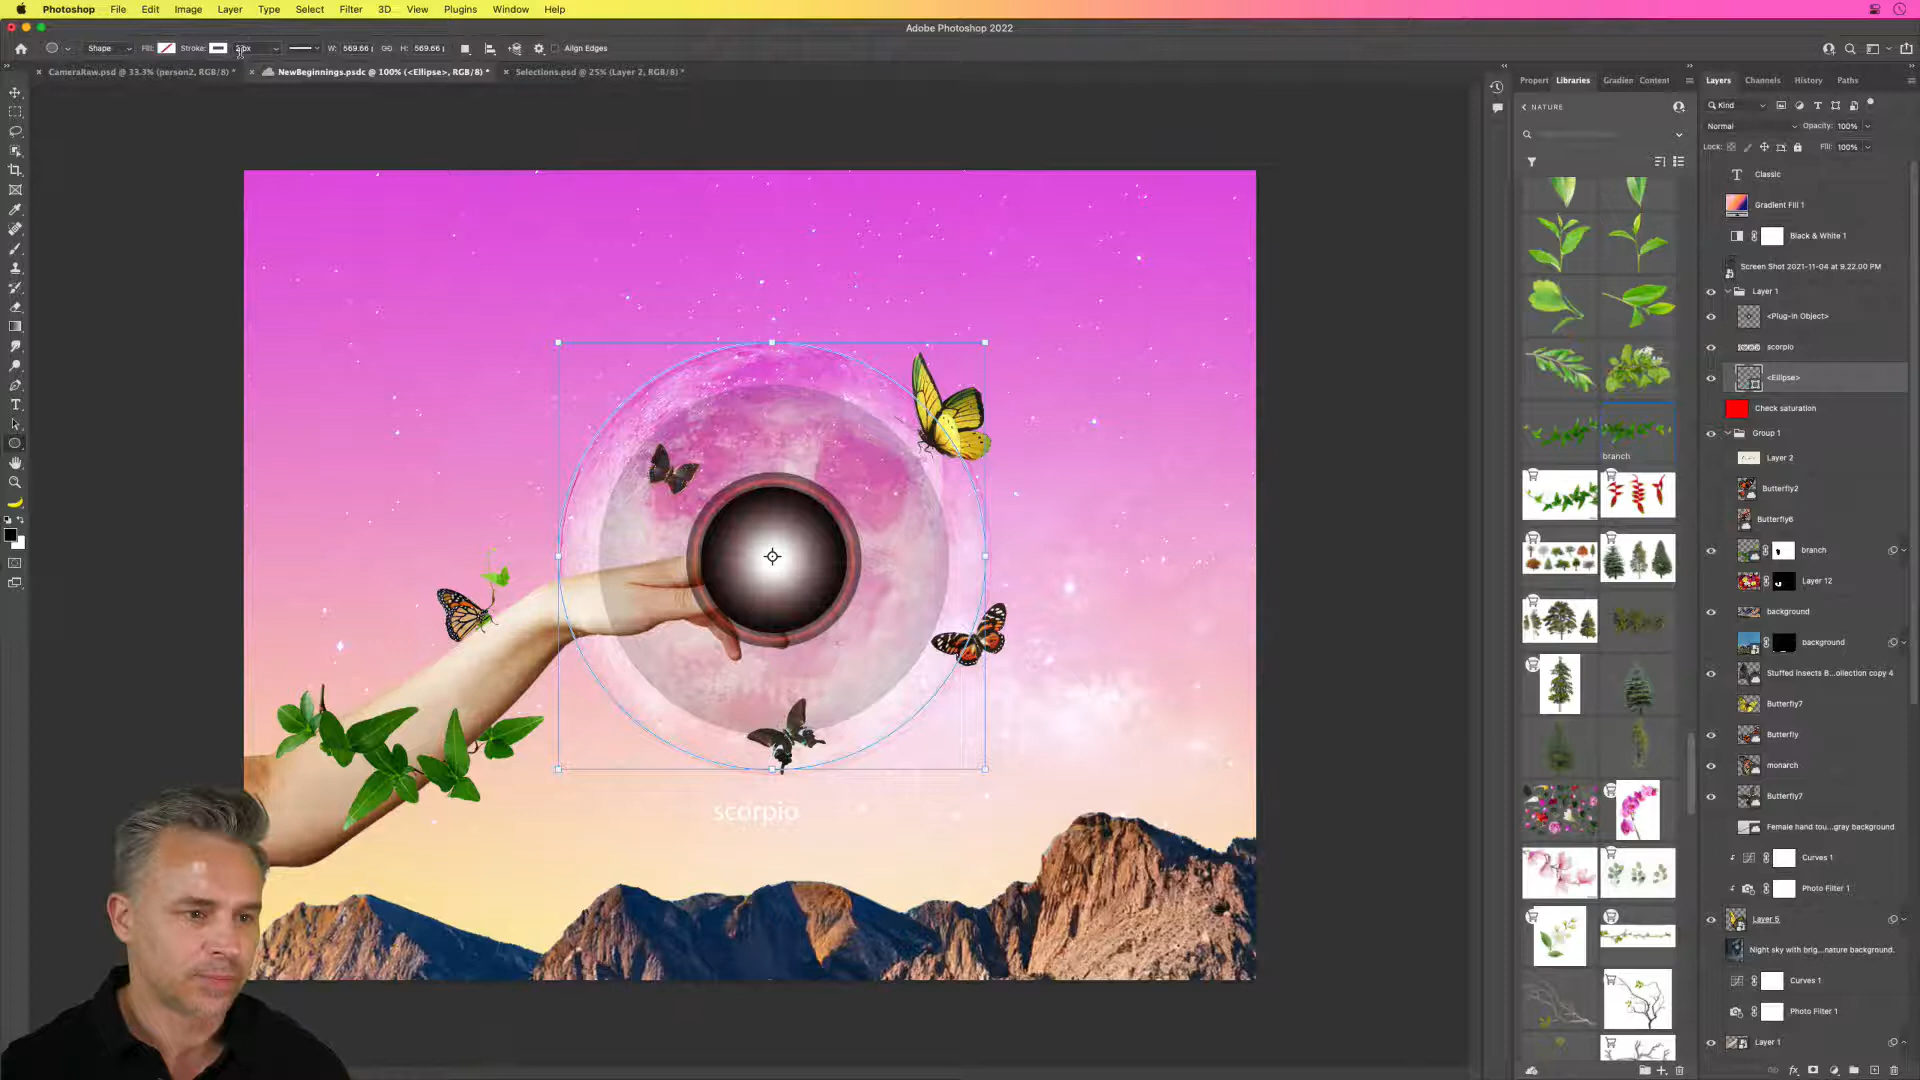 Photoshop File Edit Image Layer Type Select Filter 3D View Plugins Window Help
Adobe Photoshop 2022
Shape Fill: Stroke: W: 569.66 H: 569.66 Align Edges
CameraRaw.psd @ 33.3% (person2, RGB/8) *
NewBeginnings.psdc @ 100% (<Ellipse>, RGB/8) *
Selections.psd @ 25% (Layer 2, RGB/8) *
Propert Libraries Gradien Content
NATURE
branch
Layers Channels History Paths
Kind
Normal Opacity: 100%
Lock: Fill: 100%
Classic
Gradient Fill 1
Black & White 1
Screen Shot 2021-11-04 at 9.22.00 PM
Layer 1
<Plug-in Object>
scorpio
<Ellipse>
Check saturation
Group 1
Layer 2
Butterfly2
Butterfly6
branch
Layer 12
background
background
Stuffed Insects B...ollection copy 4
Butterfly7
Butterfly
monarch
Butterfly7
Female hand tou...gray background
Curves 1
Photo Filter 1
Layer 5
Night sky with brig...nature background.
Curves 1
Photo Filter 1
Layer 1
scorpio